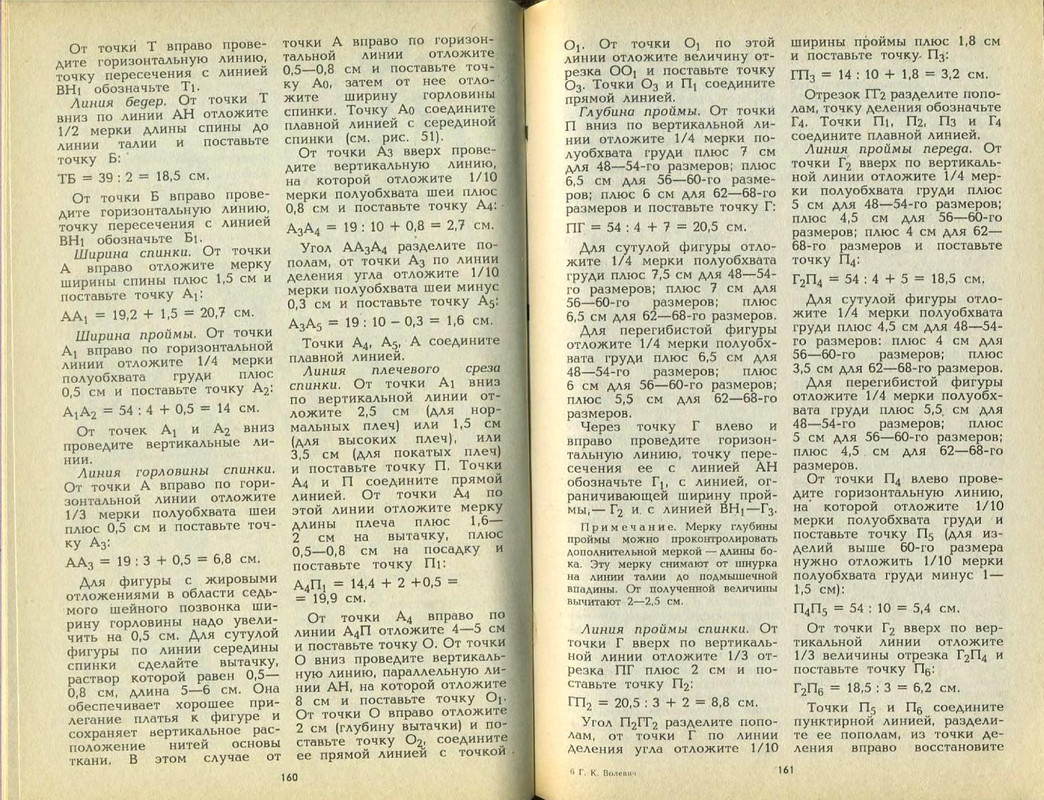 От точки Т вправо прове-
дите горизонтальную линию,
точку пересечения с линией
ВН₁ обозначьте Т₁.
Линия бедер. От точки Т
вниз по линии АН отложите
1/2 мерки длины спины до
линии талии и поставьте
точку Б:
ТБ = 39 : 2 = 18,5 см.
От точки Б вправо прове-
дите горизонтальную линию,
точку пересечения с линией
ВН₁ обозначьте Б₁.
Ширина спинки. От точки
А вправо отложите мерку
ширины спины плюс 1,5 см и
поставьте точку А₁:
АА₁ = 19,2 + 1,5 = 20,7 см.
Ширина проймы. От точки
А₁ вправо по горизонтальной
линии отложите 1/4 мерки
полуобхвата груди плюс
0,5 см и поставьте точку А₂:
А₁А₂ = 54 : 4 + 0,5 = 14 см.
От точек А₁ и А₂ вниз
проведите вертикальные ли-
нии.
Линия горловины спинки.
От точки А вправо по гори-
зонтальной линии отложите
1/3 мерки полуобхвата шеи
плюс 0,5 см и поставьте точ-
ку А₃:
АА₃ = 19 : 3 + 0,5 = 6,8 см.
Для фигуры с жировыми
отложениями в области седь-
мого шейного позвонка ши-
рину горловины надо увели-
чить на 0,5 см. Для сутулой
фигуры по линии середины
спинки сделайте вытачку,
раствор которой равен 0,5—
0,8 см, длина 5—6 см. Она
обеспечивает хорошее при-
легание платья к фигуре и
сохраняет вертикальное рас-
положение нитей основы
ткани. В этом случае от
точки А вправо по горизон-
тальной линии отложите
0,5—0,8 см и поставьте точ-
ку А₀, затем от нее отло-
жите ширину горловины
спинки. Точку А₀ соедините
плавной линией с серединой
спинки (см. рис. 51).
От точки А₃ вверх прове-
дите вертикальную линию,
на которой отложите 1/10
мерки полуобхвата шеи плюс
0,8 см и поставьте точку А₄:
А₃А₄ = 19 : 10 + 0,8 = 2,7 см.
Угол АА₃А₄ разделите по-
полам, от точки А₃ по линии
деления угла отложите 1/10
мерки полуобхвата шеи минус
0,3 см и поставьте точку А₅:
А₃А₅ = 19 : 10 – 0,3 = 1,6 см.
Точки А₄, А₅, А соедините
плавной линией.
Линия плечевого среза
спинки. От точки А₁ вниз
по вертикальной линии от-
ложите 2,5 см (для нор-
мальных плеч) или 1,5 см
(для высоких плеч), или
3,5 см (для покатых плеч)
и поставьте точку П. Точки
А₄ и П соедините прямой
линией. От точки А₄ по
этой линии отложите мерку
длины плеча плюс 1,6—
2 см на вытачку, плюс
0,5—0,8 см на посадку и
поставьте точку П₁:
А₄П₁ = 14,4 + 2 +0,5 =
= 19,9 см.
От точки А₄ вправо по
линии А₄П отложите 4—5 см
и поставьте точку О. От точки
О вниз проведите вертикаль-
ную линию, параллельную ли-
нии АН, на которой отложите
8 см и поставьте точку О₁.
От точки О вправо отложите
2 см (глубину вытачки) и по-
ставьте точку О₂, соедините
ее прямой линией с точкой
160
О₁. От точки О₁ по этой
линии отложите величину от-
резка ОО₁ и поставьте точку
О₃. Точки О₃ и П₁ соедините
прямой линией.
Глубина проймы. От точки
П вниз по вертикальной ли-
нии отложите 1/4 мерки по-
луобхвата груди плюс 7 см
для 48—54-го размеров; плюс
6,5 см для 56—60-го разме-
ров; плюс 6 см для 62—68-го
размеров и поставьте точку Г:
ПГ = 54 : 4 + 7 = 20,5 см.
Для сутулой фигуры отло-
жите 1/4 мерки полуобхвата
груди плюс 7,5 см для 48—54-
го размеров; плюс 7 см для
56—60-го размеров; плюс
6,5 см для 62—68-го размеров.
Для перегибистой фигуры
отложите 1/4 мерки полуобх-
вата груди плюс 6,5 см для
48—54-го размеров; плюс
6 см для 56—60-го размеров;
плюс 5,5 см для 62—68-го
размеров.
Через точку Г влево и
вправо проведите горизон-
тальную линию, точку пере-
сечения ее с линией АН
обозначьте Г₁, с линией, ог-
раничивающей ширину прой-
мы,— Г₂ и с линией ВН₁—Г₃.
Примечание. Мерку глубины
проймы можно проконтролировать
дополнительной меркой — длины бо-
ка. Эту мерку снимают от шнурка
на линии талии до подмышечной
впадины. От полученной величины
вычитают 2—2,5 см.
Линия проймы спинки. От
точки Г вверх по вертикаль-
ной линии отложите 1/3 от-
резка ПГ плюс 2 см и по-
ставьте точку П₂:
ГП₂ = 20,5 : 3 + 2 = 8,8 см.
Угол П₂ГГ₂ разделите попо-
лам, от точки Г по линии
деления угла отложите 1/10
ширины проймы плюс 1,8 см
и поставьте точку П₃:
ГП₃ = 14 : 10 + 1,8 = 3,2 см.
Отрезок ГГ₂ разделите попо-
лам, точку деления обозначьте
Г₄. Точки П₁, П₂, П₃ и Г₄
соедините плавной линией.
Линия проймы переда. От
точки Г₂ вверх по вертикаль-
ной линии отложите 1/4 мер-
ки полуобхвата груди плюс
5 см для 48—54-го размеров;
плюс 4,5 см для 56—60-го
размеров; плюс 4 см для 62—
68-го размеров и поставьте
точку П₄:
Г₂П₄ = 54 : 4 + 5 = 18,5 см.
Для сутулой фигуры отло-
жите 1/4 мерки полуобхвата
груди плюс 4,5 см для 48—54-
го размеров: плюс 4 см для
56—60-го размеров; плюс
3,5 см для 62—68-го размеров.
Для перегибистой фигуры
отложите 1/4 мерки полуобх-
вата груди плюс 5,5 см для
48—54-го размеров; плюс
5 см для 56—60-го размеров;
плюс 4,5 см для 62—68-го
размеров.
От точки П₄ влево прове-
дите горизонтальную линию,
на которой отложите 1/10
мерки полуобхвата груди и
поставьте точку П₅ (для из-
делий выше 60-го размера
нужно отложить 1/10 мерки
полуобхвата груди минус 1—
1,5 см):
П₄П₅ = 54 : 10 = 5,4 см.
От точки Г₂ вверх по вер-
тикальной линии отложите
1/3 величины отрезка Г₂П₄ и
поставьте точку П₆:
Г₂П₆ = 18,5 : 3 = 6,2 см.
Точки П₅ и П₆ соедините
пунктирной линией, раздели-
те ее пополам, из точки де-
ления вправо восстановите
6 Г. К. Волевич
161